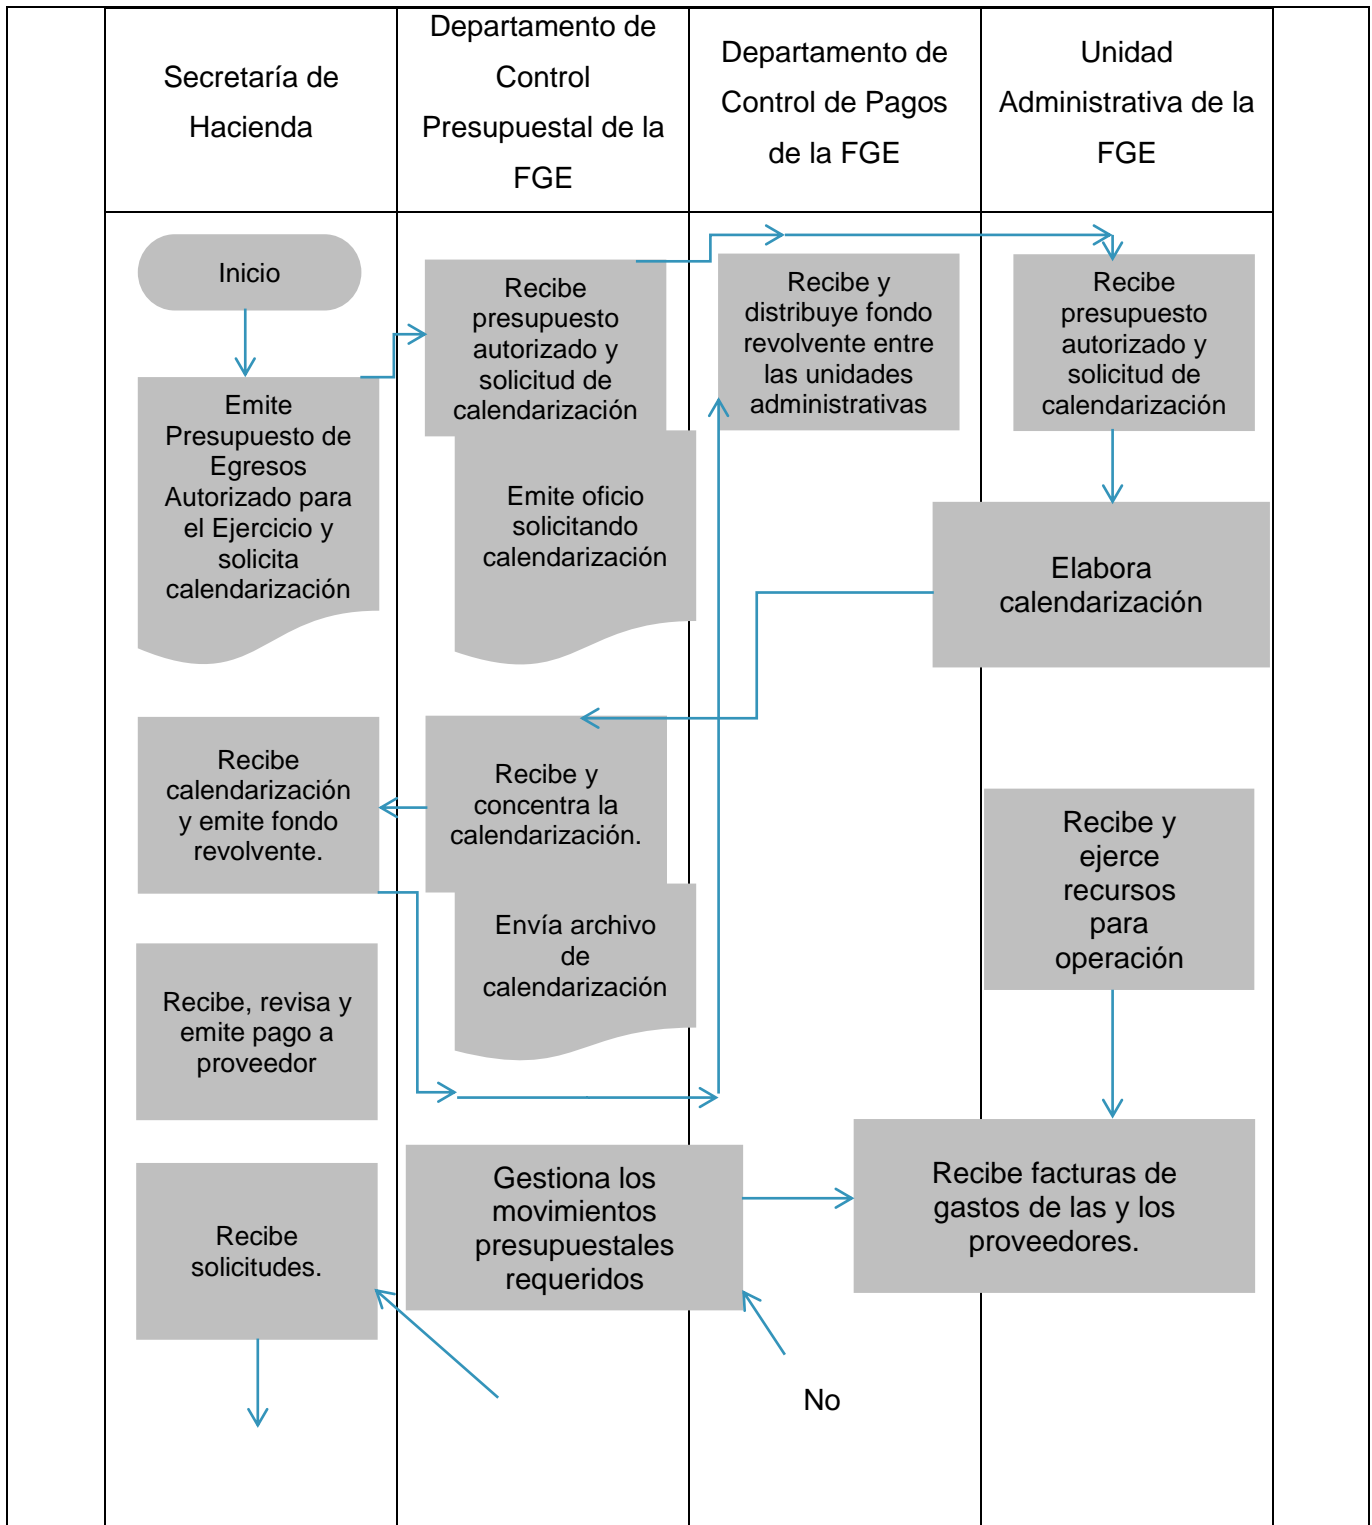 Secretaría de
Hacienda
Departamento de
Control
Presupuestal de la
FGE
Departamento de
Control de Pagos
de la FGE
Unidad
Administrativa de la
FGE
Inicio
Emite
Presupuesto de
Egresos
Autorizado para
el Ejercicio y
solicita
calendarización
Recibe
presupuesto
autorizado y
solicitud de
calendarización
Emite oficio
solicitando
calendarización
Recibe y
distribuye fondo
revolvente entre
las unidades
administrativas
Recibe
presupuesto
autorizado y
solicitud de
calendarización
Elabora
calendarización
Recibe
calendarización
y emite fondo
revolvente.
Recibe y
concentra la
calendarización.
Envía archivo
de
calendarización
Recibe y
ejerce
recursos
para
operación
Recibe, revisa y
emite pago a
proveedor
Recibe
solicitudes.
Gestiona los
movimientos
presupuestales
requeridos
Recibe facturas de
gastos de las y los
proveedores.
No